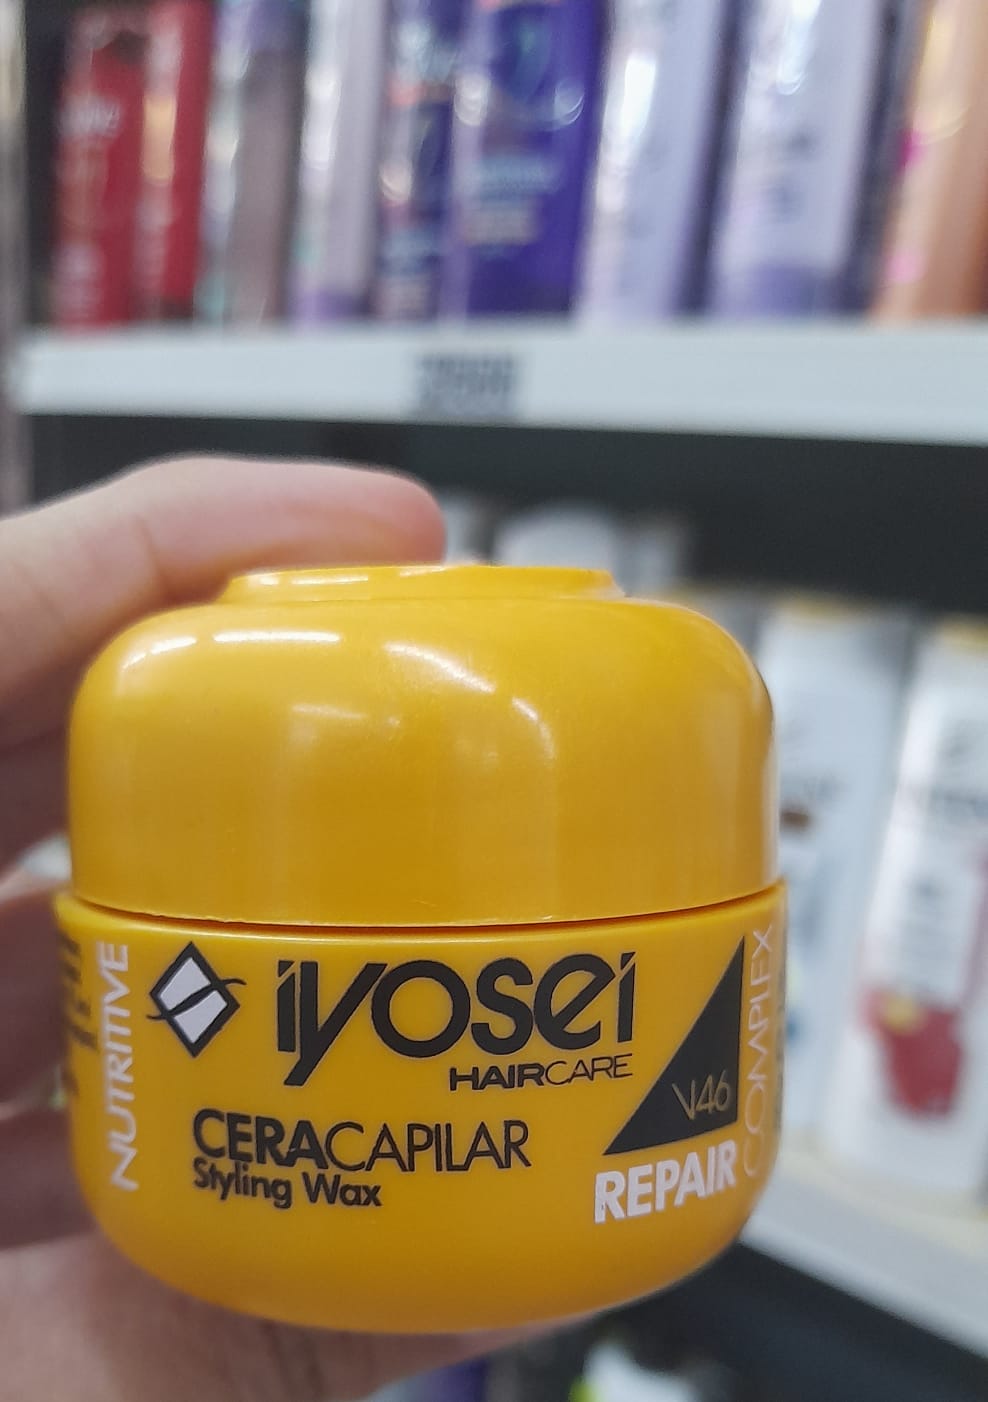 NUTRITIVE
iyosei
HAIRCARE
CERACAPILAR
Styling Wax
V46
REPAIR
COMPLEX